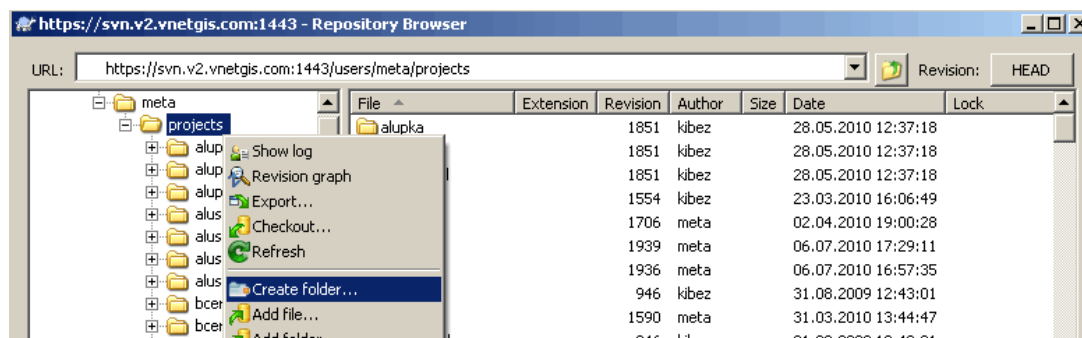 https://svn.v2.vnetgis.com:1443 - Repository Browser
URL: https://svn.v2.vnetgis.com:1443/users/meta/projects Revision: HEAD
meta File Extension Revision Author Size Date Lock
projects alupka 1851 kibez 28.05.2010 12:37:18
alup Show log 1851 kibez 28.05.2010 12:37:18
alup Revision graph 1851 kibez 28.05.2010 12:37:18
alup Export... 1554 kibez 23.03.2010 16:06:49
alus Checkout... 1706 meta 02.04.2010 19:00:28
alus Refresh 1939 meta 06.07.2010 17:29:11
alus 1936 meta 06.07.2010 16:57:35
alus Create folder... 946 kibez 31.08.2009 12:43:01
bcer Add file... 1590 meta 31.03.2010 13:44:47
bcer Add folder